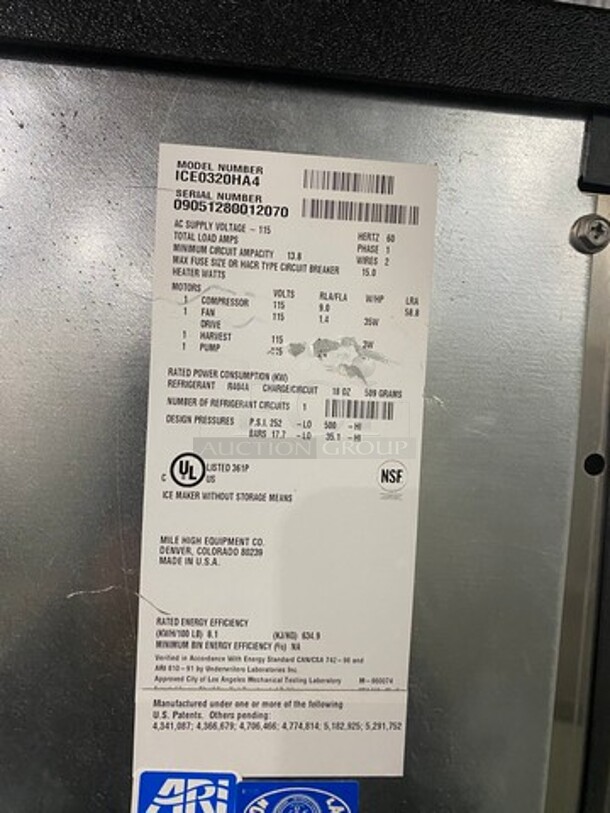 MODEL NUMBER
ICE0320HA4
SERIAL NUMBER
09051280012070
AC SUPPLY VOLTAGE - 115 HERTZ 60
TOTAL LOAD AMPS PHASE 1
MINIMUM CIRCUIT AMPACITY 13.8 WIRES 2
MAX FUSE SIZE OR HACR TYPE CIRCUIT BREAKER 15.0
HEATER WATTS
MOTORS VOLTS RLA/FLA W/HP LRA
1 COMPRESSOR 115 9.0 58.8
1 FAN 115 1.4 35W
DRIVE
1 HARVEST 115 3W
1 PUMP 115
RATED POWER CONSUMPTION (KW)
REFRIGERANT R404A CHARGE/CIRCUIT 18 OZ 509 GRAMS
NUMBER OF REFRIGERANT CIRCUITS 1
DESIGN PRESSURES P.S.I. 252 -LO 500 -HI
BARS 17.7 -LO 35.1 -HI
AUCTION GROUP
C UL US LISTED 361P
NSF
ICE MAKER WITHOUT STORAGE MEANS
MILE HIGH EQUIPMENT CO.
DENVER, COLORADO 80239
MADE IN U.S.A.
RATED ENERGY EFFICIENCY
(KWH/100 LB) 8.1 (KJ/KG) 634.9
MINIMUM BIN ENERGY EFFICIENCY (%) NA
Verified in Accordance With Energy Standard CAN/CSA 742-98 and
ARI 810-91 by Underwriters Laboratories Inc.
Approved City of Los Angeles Mechanical Testing Laboratory M-860074
Manufactured under one or more of the following
U.S. Patents. Others pending:
4,341,087; 4,366,679; 4,706,466; 4,774,814; 5,182,925; 5,291,752
ARI